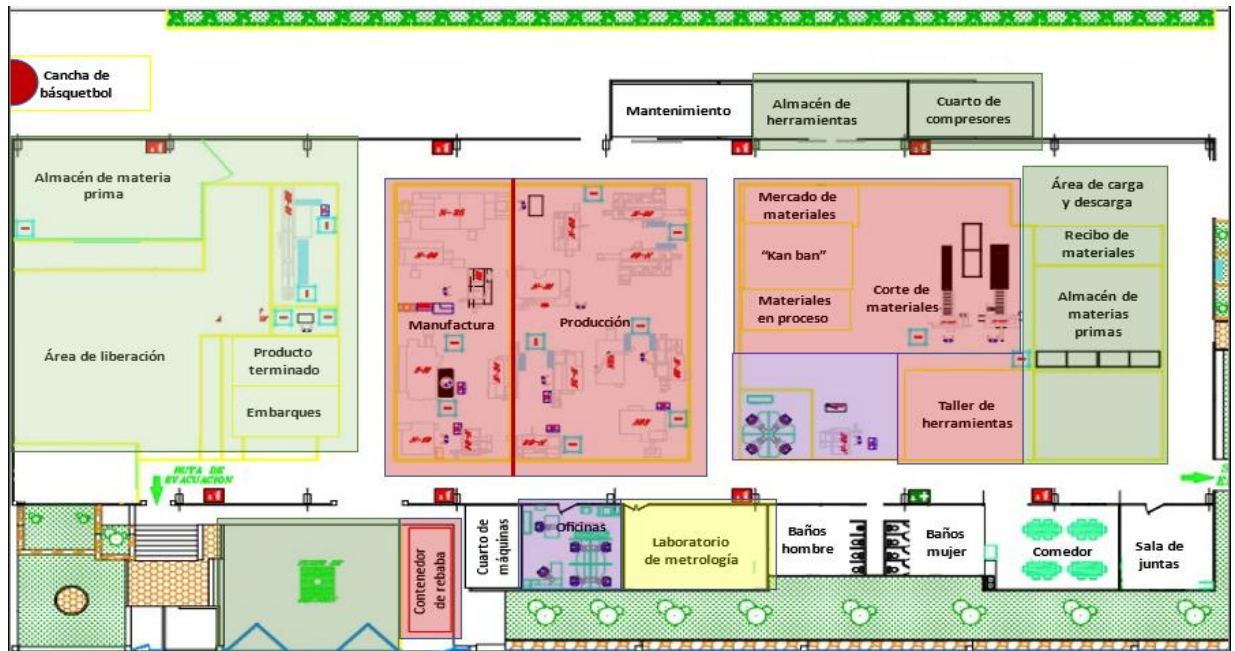 Cancha de
básquetbol
Mantenimiento
Almacén de
herramientas
Cuarto de
compresores
Almacén de materia
prima
Mercado de
materiales
Área de carga
y descarga
Recibo de
materiales
"Kan ban"
Corte de
materiales
Materiales
en proceso
Almacén de
materias
primas
Manufactura
Producción
Área de liberación
Producto
terminado
Embarques
Taller de
herramientas
RUTA DE
EVACUACION
Contenedor
de rebaba
Cuarto de
máquinas
Oficinas
Laboratorio
de metrología
Baños
hombre
Baños
mujer
Comedor
Sala de
juntas